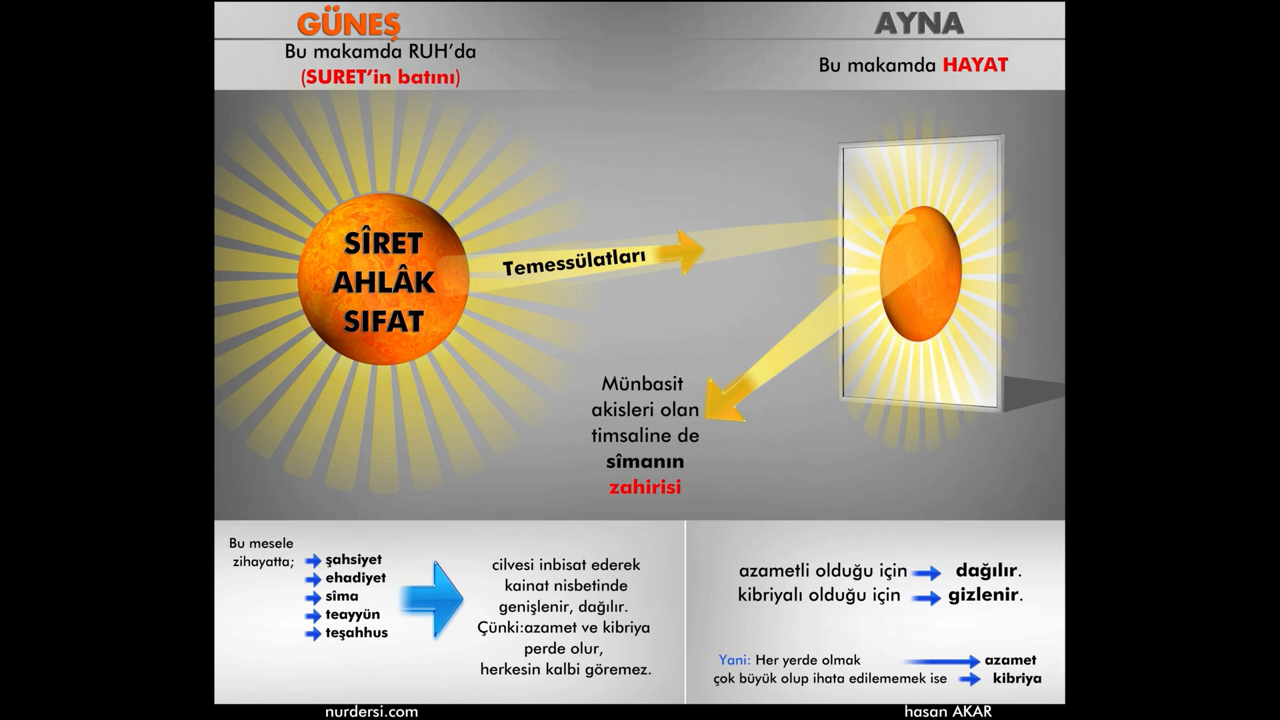 GÜNEŞ
Bu makamda RUH'da
(SURET'in batını)
AYNA
Bu makamda HAYAT
SÎRET
AHLÂK
SIFAT
Temessülatları
Münbasit
akisleri olan
timsaline de
sîmanın
zahirisi
Bu mesele
zihayatta;
şahsiyet
ehadiyet
sîma
teayyün
teşahhus
cilvesi inbisat ederek
kainat nisbetinde
genişlenir, dağılır.
Çünki:azamet ve kibriya
perde olur,
herkesin kalbi göremez.
azametli olduğu için dağılır.
kibriyalı olduğu için gizlenir.
Yani: Her yerde olmak azamet
çok büyük olup ihata edilememek ise kibriya
nurdersi.com
hasan AKAR